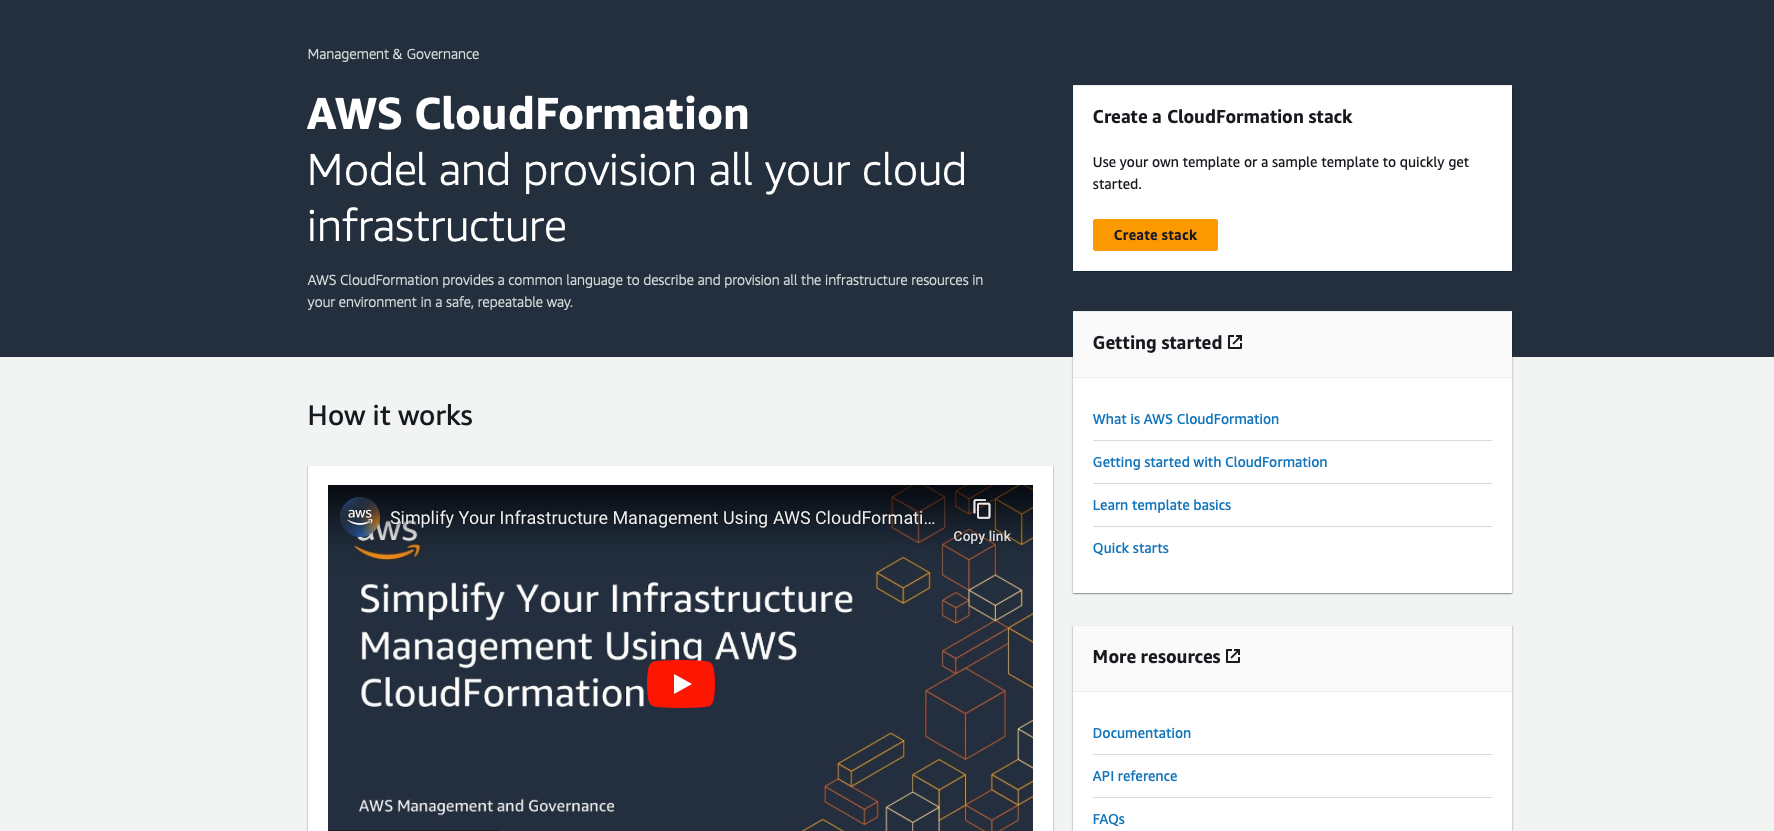 Management & Governance
AWS CloudFormation
Model and provision all your cloud
infrastructure
AWS CloudFormation provides a common language to describe and provision all the infrastructure resources in
your environment in a safe, repeatable way.
Create a CloudFormation stack
Use your own template or a sample template to quickly get
started.
Create stack
Getting started
What is AWS CloudFormation
Getting started with CloudFormation
Learn template basics
Quick starts
How it works
aws
Simplify Your Infrastructure Management Using AWS CloudFormati...
Copy link
aws
Simplify Your Infrastructure
Management Using AWS
CloudFormation
AWS Management and Governance
More resources
Documentation
API reference
FAQs